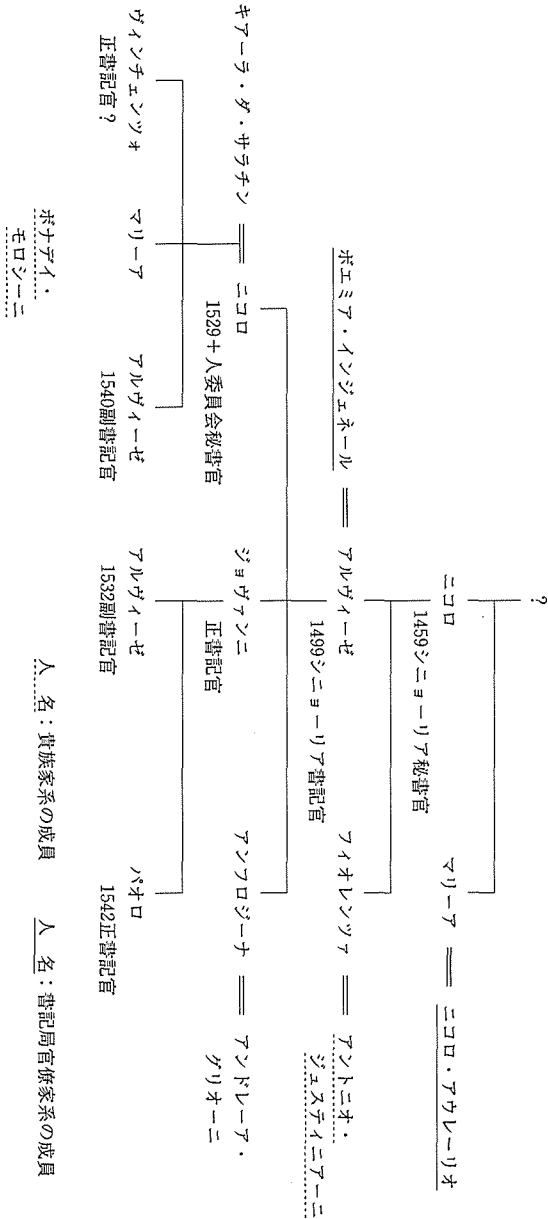 ?
ニコロ
1459シニョーリア秘書官
マリーア
ニコロ・アウレーリオ
ボエミア・インジェネール
アルヴィーゼ
1499シニョーリア書記官
フィオレンツァ
アントニオ・
ジュスティニアーニ
キアーラ・ダ・サラチン
ニコロ
1529十人委員会秘書官
ジョヴァンニ
正書記官
アンフロジーナ
アンドレーア・
グリオーニ
ヴィンチェンツォ
正書記官?
マリーア
アルヴィーゼ
1540副書記官
アルヴィーゼ
1532副書記官
パオロ
1542正書記官
ボナデイ・
モロシーニ
人 名:貴族家系の成員
人 名:書記局官僚家系の成員